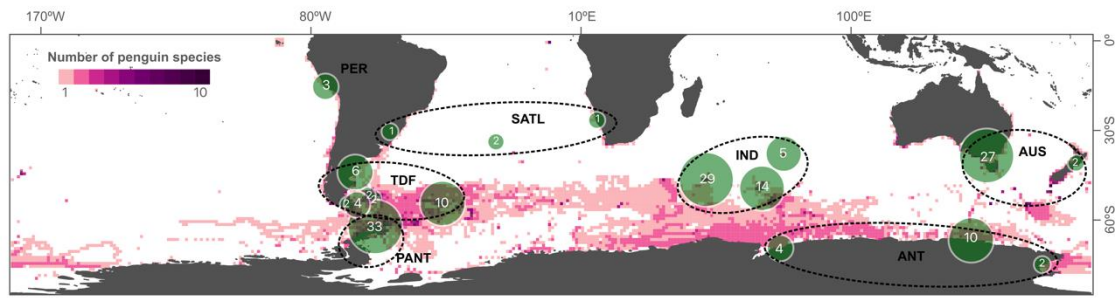 170°W 80°W 10°E 100°E
0°
Number of penguin species
1 10
PER
3
SATL
1 2 1
30°S
IND
5
29
14
AUS
27
2
6
TDF
2
2 4
10
33
PANT
60°S
ANT
4
10
2